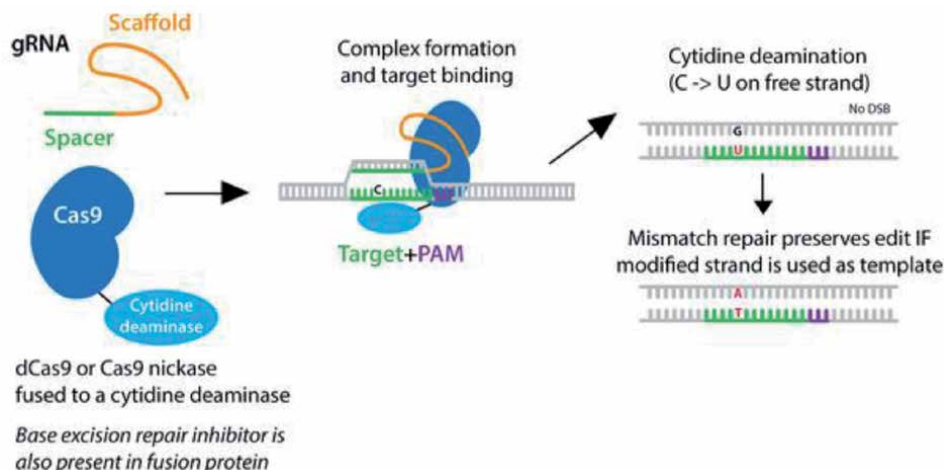 Scaffold
gRNA
Spacer
Cas9
Cytidine
deaminase
dCas9 or Cas9 nickase
fused to a cytidine deaminase
Base excision repair inhibitor is
also present in fusion protein
Complex formation
and target binding
C
Target+PAM
Cytidine deamination
(C -> U on free strand)
No DSB
G
U
Mismatch repair preserves edit IF
modified strand is used as template
A
T